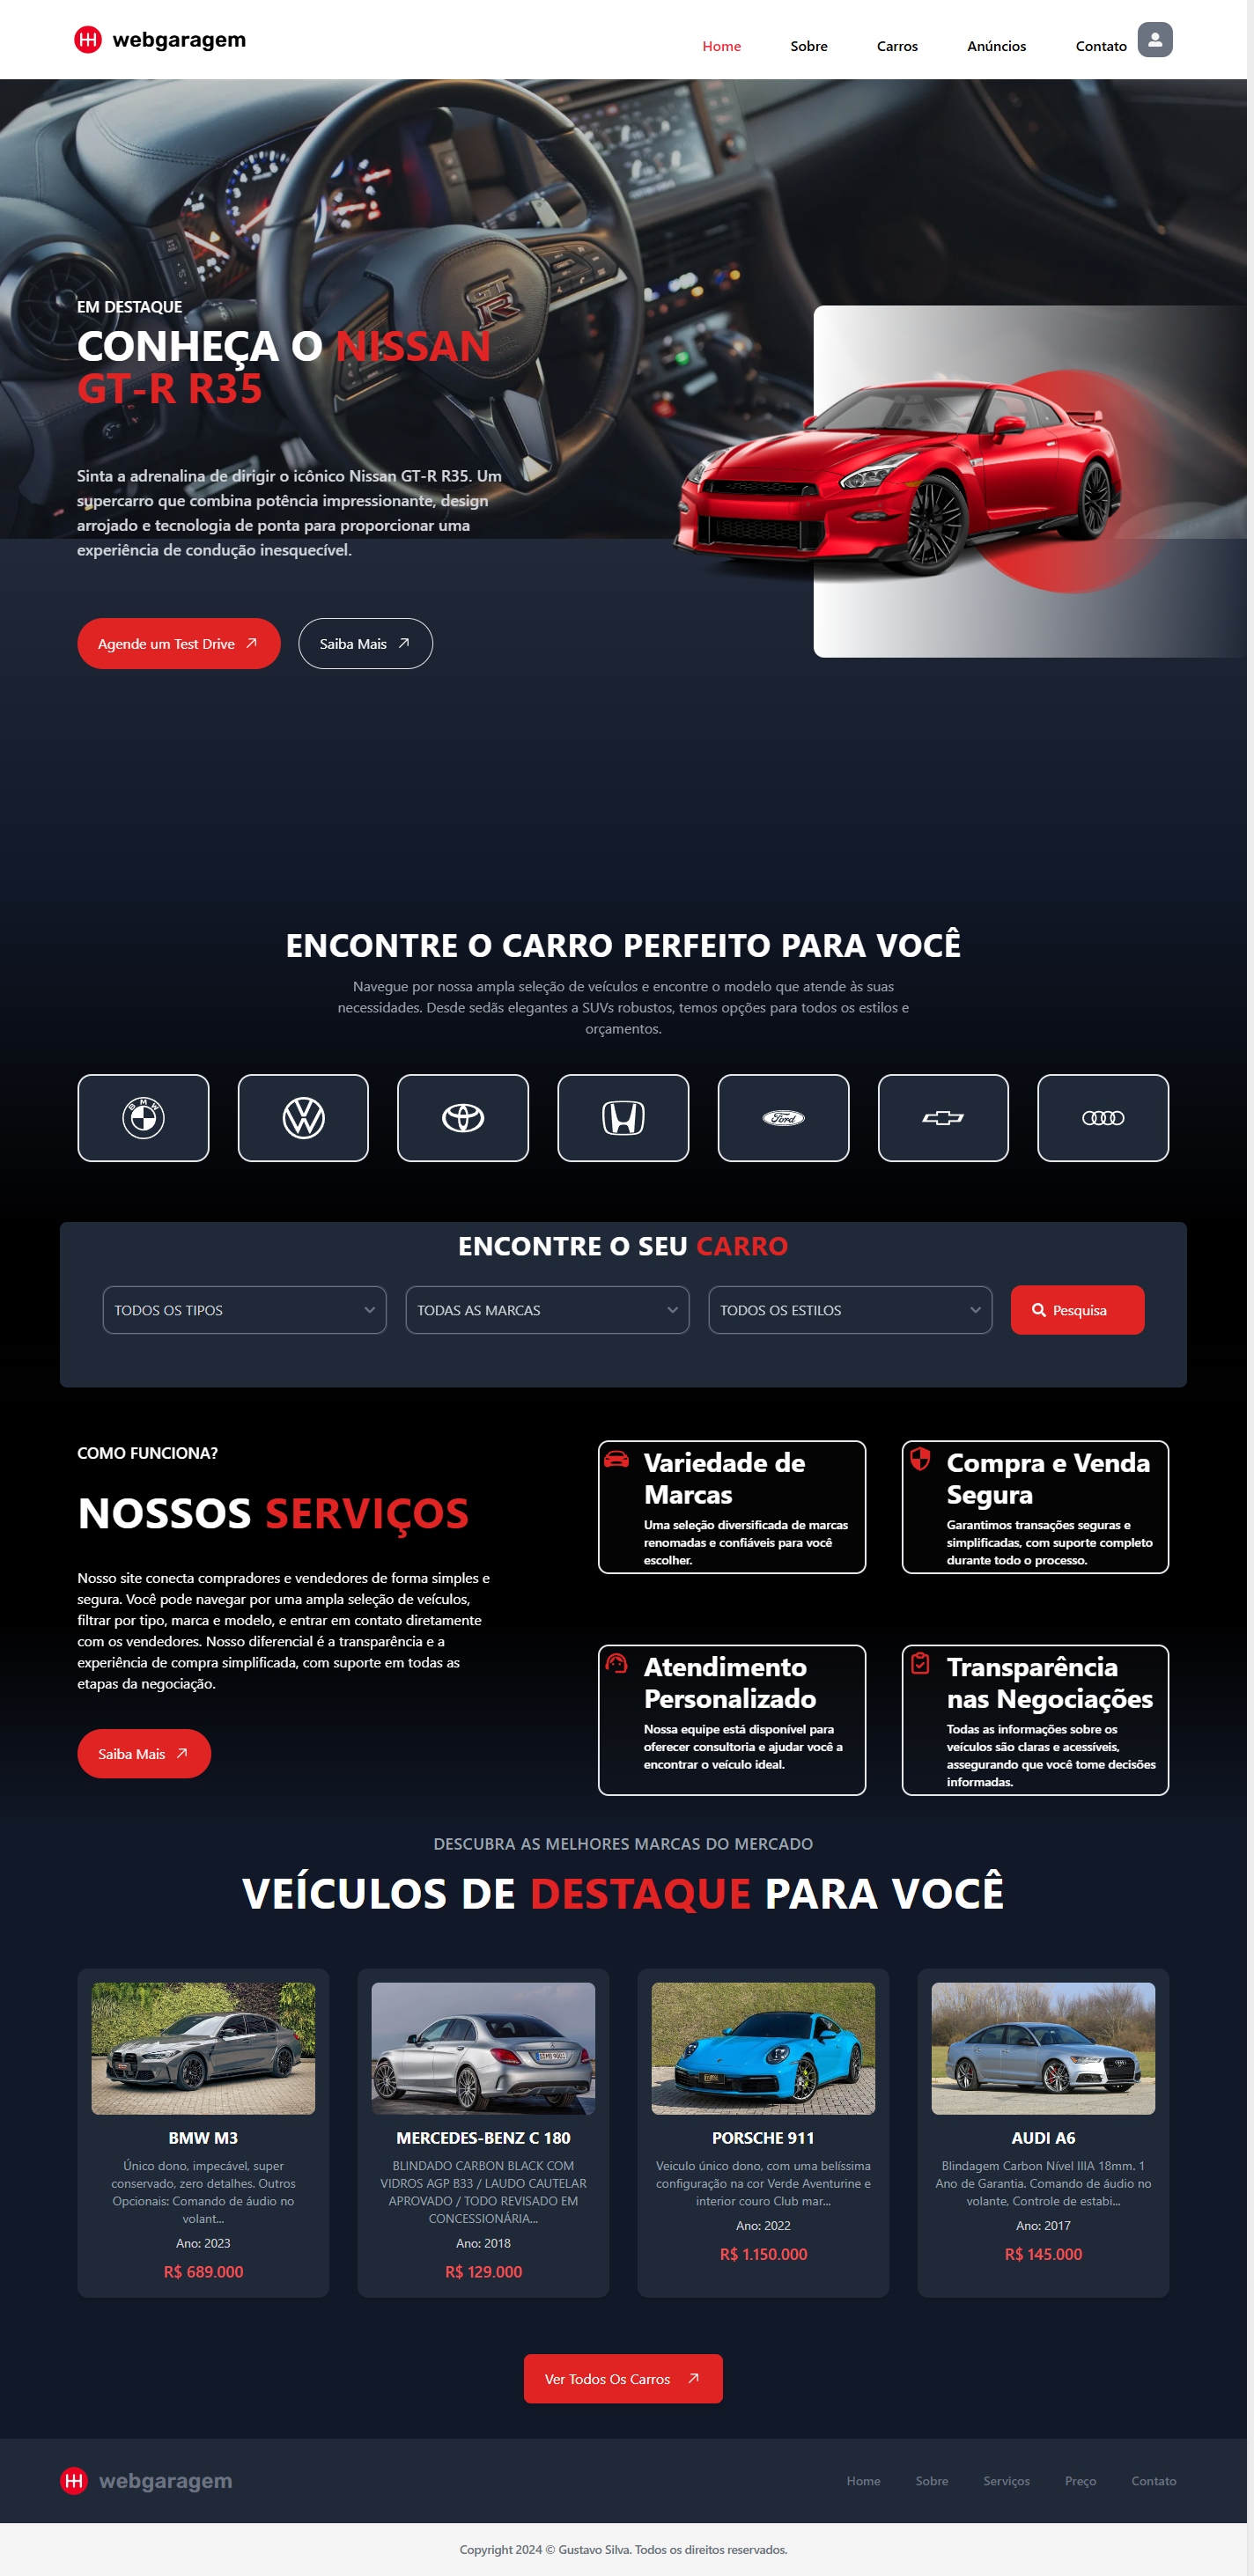 webgaragem
Home Sobre Carros Anúncios Contato
EM DESTAQUE
CONHEÇA O NISSAN
GT-R R35
Sinta a adrenalina de dirigir o icônico Nissan GT-R R35. Um
supercarro que combina potência impressionante, design
arrojado e tecnologia de ponta para proporcionar uma
experiência de condução inesquecível.
Agende um Test Drive Saiba Mais
ENCONTRE O CARRO PERFEITO PARA VOCÊ
Navegue por nossa ampla seleção de veículos e encontre o modelo que atende às suas
necessidades. Desde sedãs elegantes a SUVs robustos, temos opções para todos os estilos e
orçamentos.
BMW
Ford
ENCONTRE O SEU CARRO
TODOS OS TIPOS TODAS AS MARCAS TODOS OS ESTILOS Pesquisa
COMO FUNCIONA?
NOSSOS SERVIÇOS
Nosso site conecta compradores e vendedores de forma simples e
segura. Você pode navegar por uma ampla seleção de veículos,
filtrar por tipo, marca e modelo, e entrar em contato diretamente
com os vendedores. Nosso diferencial é a transparência e a
experiência de compra simplificada, com suporte em todas as
etapas da negociação.
Saiba Mais
Variedade de
Marcas
Uma seleção diversificada de marcas
renomadas e confiáveis para você
escolher.
Compra e Venda
Segura
Garantimos transações seguras e
simplificadas, com suporte completo
durante todo o processo.
Atendimento
Personalizado
Nossa equipe está disponível para
oferecer consultoria e ajudar você a
encontrar o veículo ideal.
Transparência
nas Negociações
Todas as informações sobre os
veículos são claras e acessíveis,
assegurando que você tome decisões
informadas.
DESCUBRA AS MELHORES MARCAS DO MERCADO
VEÍCULOS DE DESTAQUE PARA VOCÊ
BMW M3
Único dono, impecável, super
conservado, zero detalhes. Outros
Opcionais: Comando de áudio no
volant...
Ano: 2023
R$ 689.000
MERCEDES-BENZ C 180
BLINDADO CARBON BLACK COM
VIDROS AGP B33 / LAUDO CAUTELAR
APROVADO / TODO REVISADO EM
CONCESSIONÁRIA...
Ano: 2018
R$ 129.000
PORSCHE 911
Veiculo único dono, com uma belíssima
configuração na cor Verde Aventurine e
interior couro Club mar...
Ano: 2022
R$ 1.150.000
AUDI A6
Blindagem Carbon Nível IIIA 18mm. 1
Ano de Garantia. Comando de áudio no
volante, Controle de estabi...
Ano: 2017
R$ 145.000
Ver Todos Os Carros
webgaragem
Home Sobre Serviços Preço Contato
Copyright 2024 © Gustavo Silva. Todos os direitos reservados.